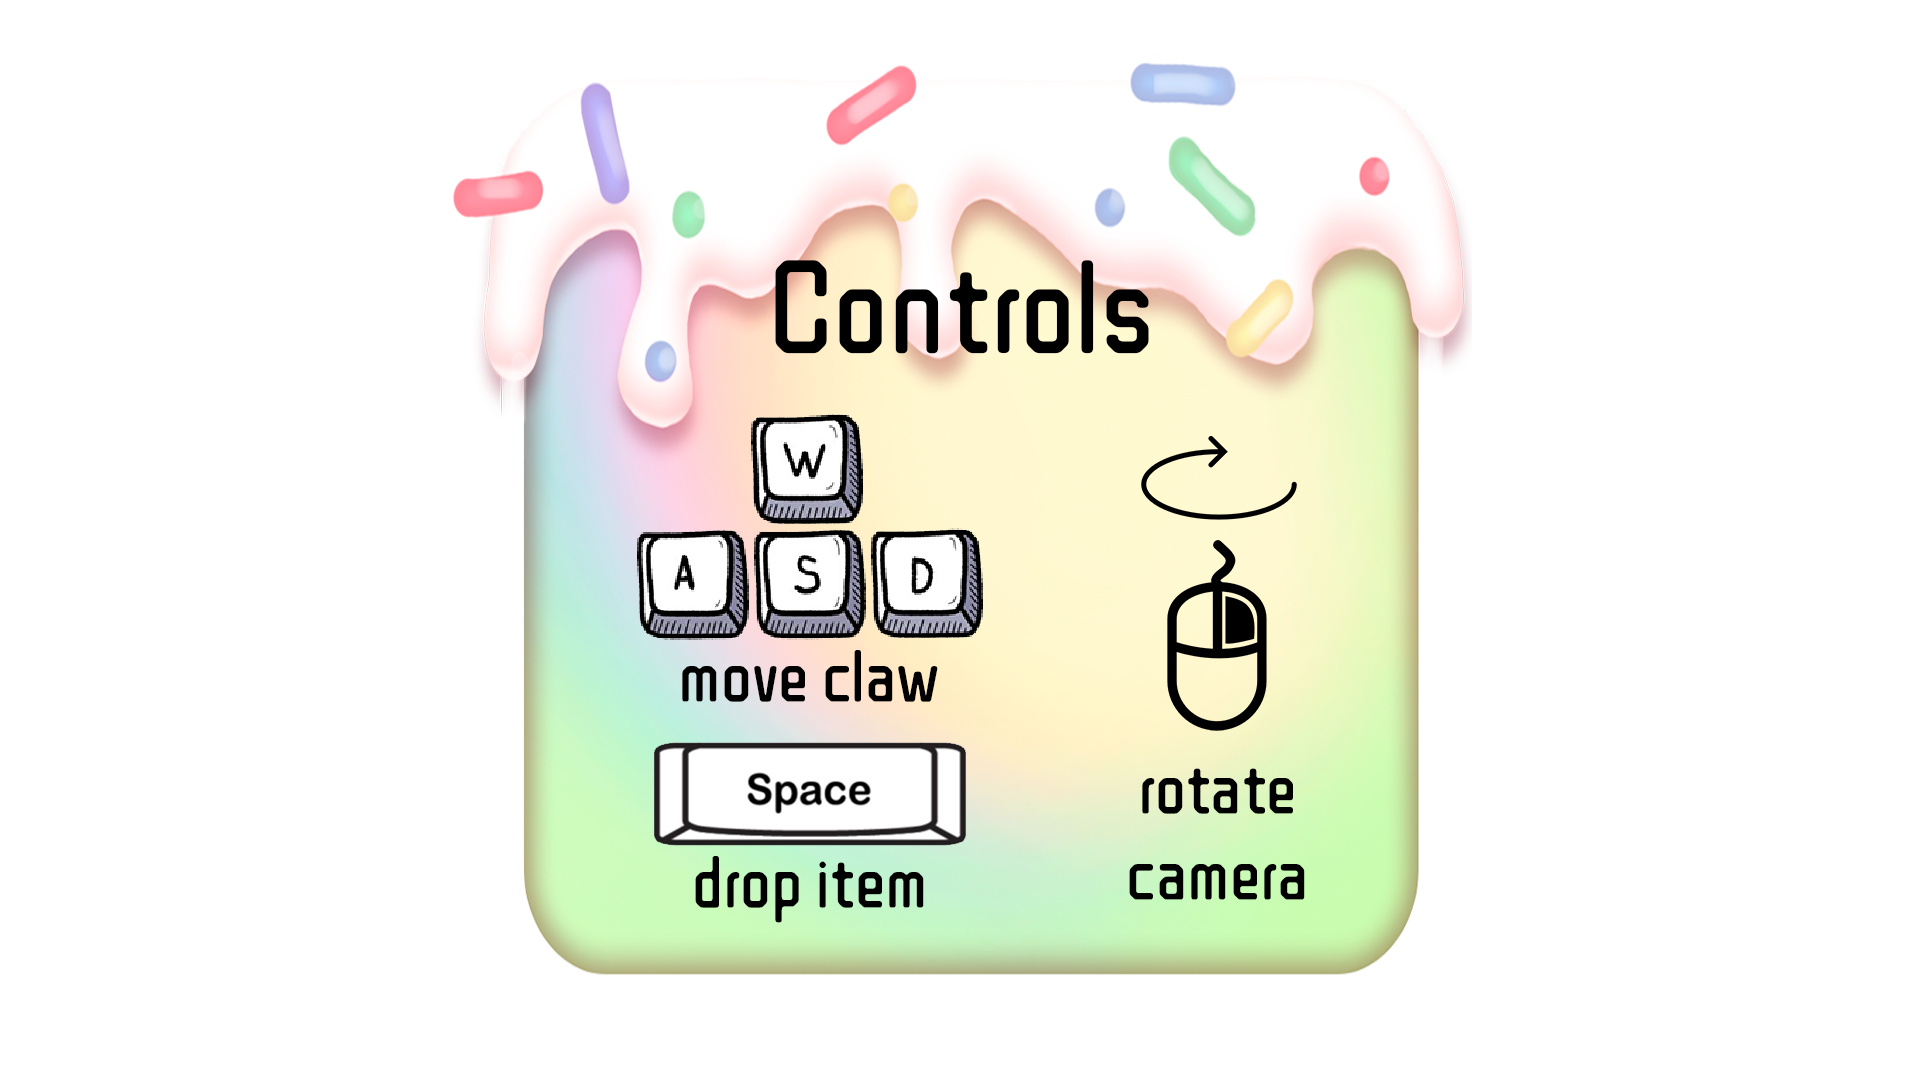 Controls
W
A S D
move claw
Space
drop item
rotate
camera